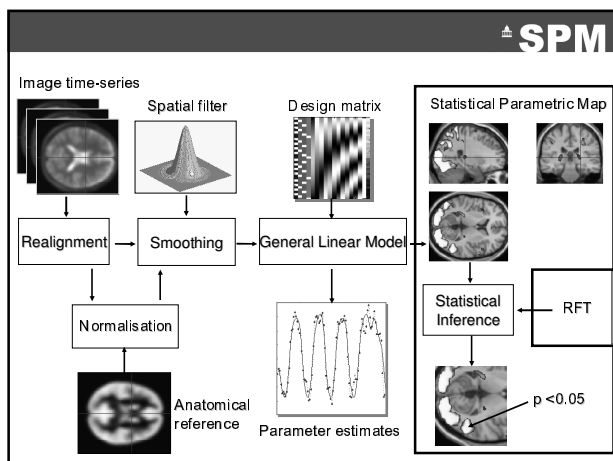 SPM
Image time-series
Spatial filter
Design matrix
Statistical Parametric Map
Realignment
Smoothing
General Linear Model
Normalisation
Statistical
Inference
RFT
Anatomical
reference
Parameter estimates
p <0.05